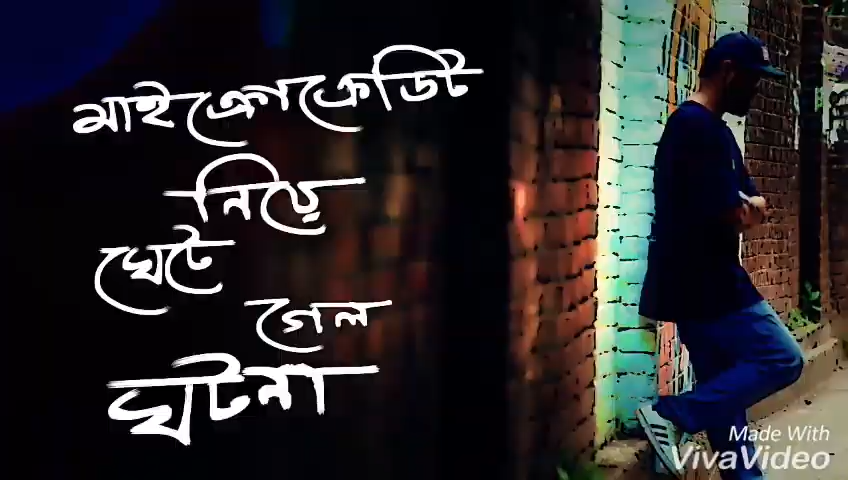 মাইক্রোক্রেডিট
নিয়ে
ঘেটে
গেল
ঘটনা
Made With
VivaVideo